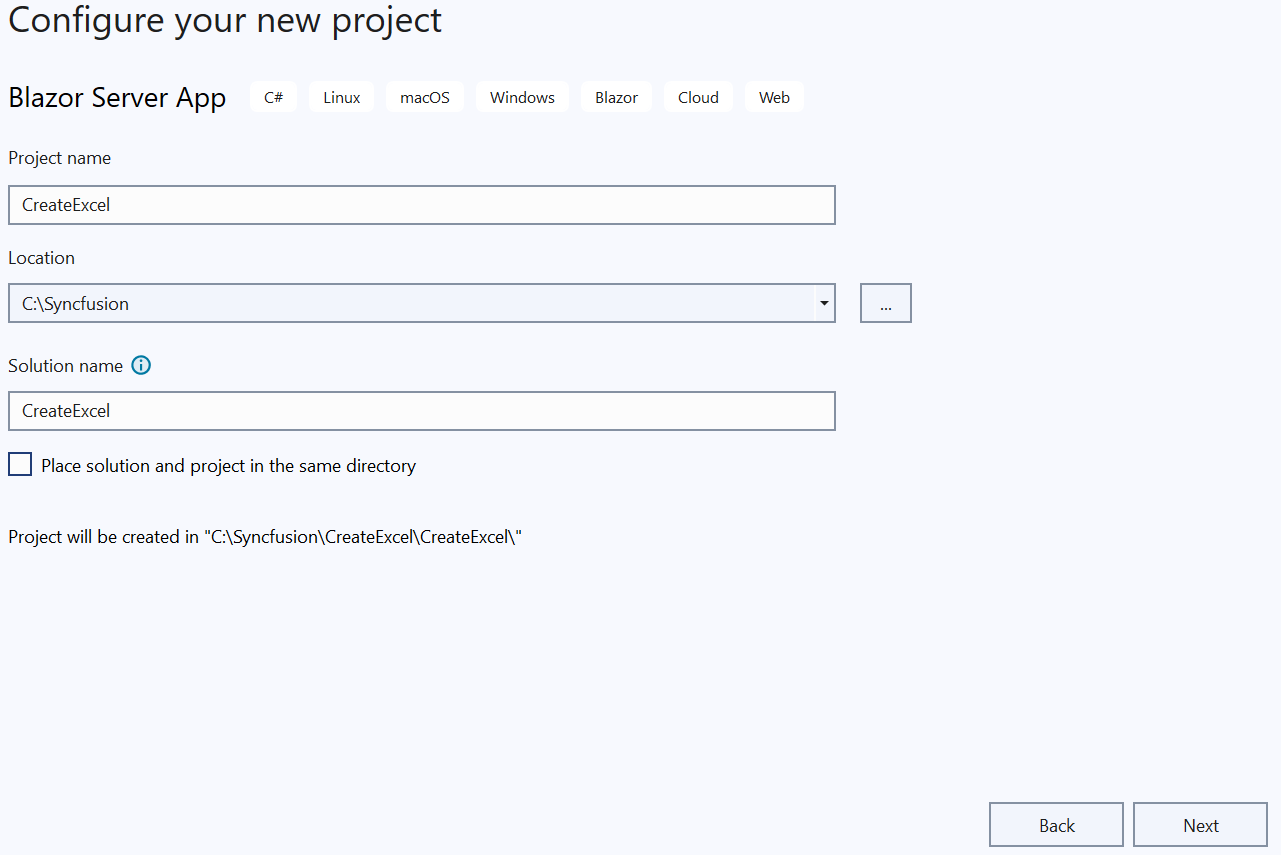 Configure your new project
Blazor Server App C# Linux macOS Windows Blazor Cloud Web
Project name
CreateExcel
Location
C:\Syncfusion
...
Solution name
CreateExcel
Place solution and project in the same directory
Project will be created in "C:\Syncfusion\CreateExcel\CreateExcel\"
Back Next